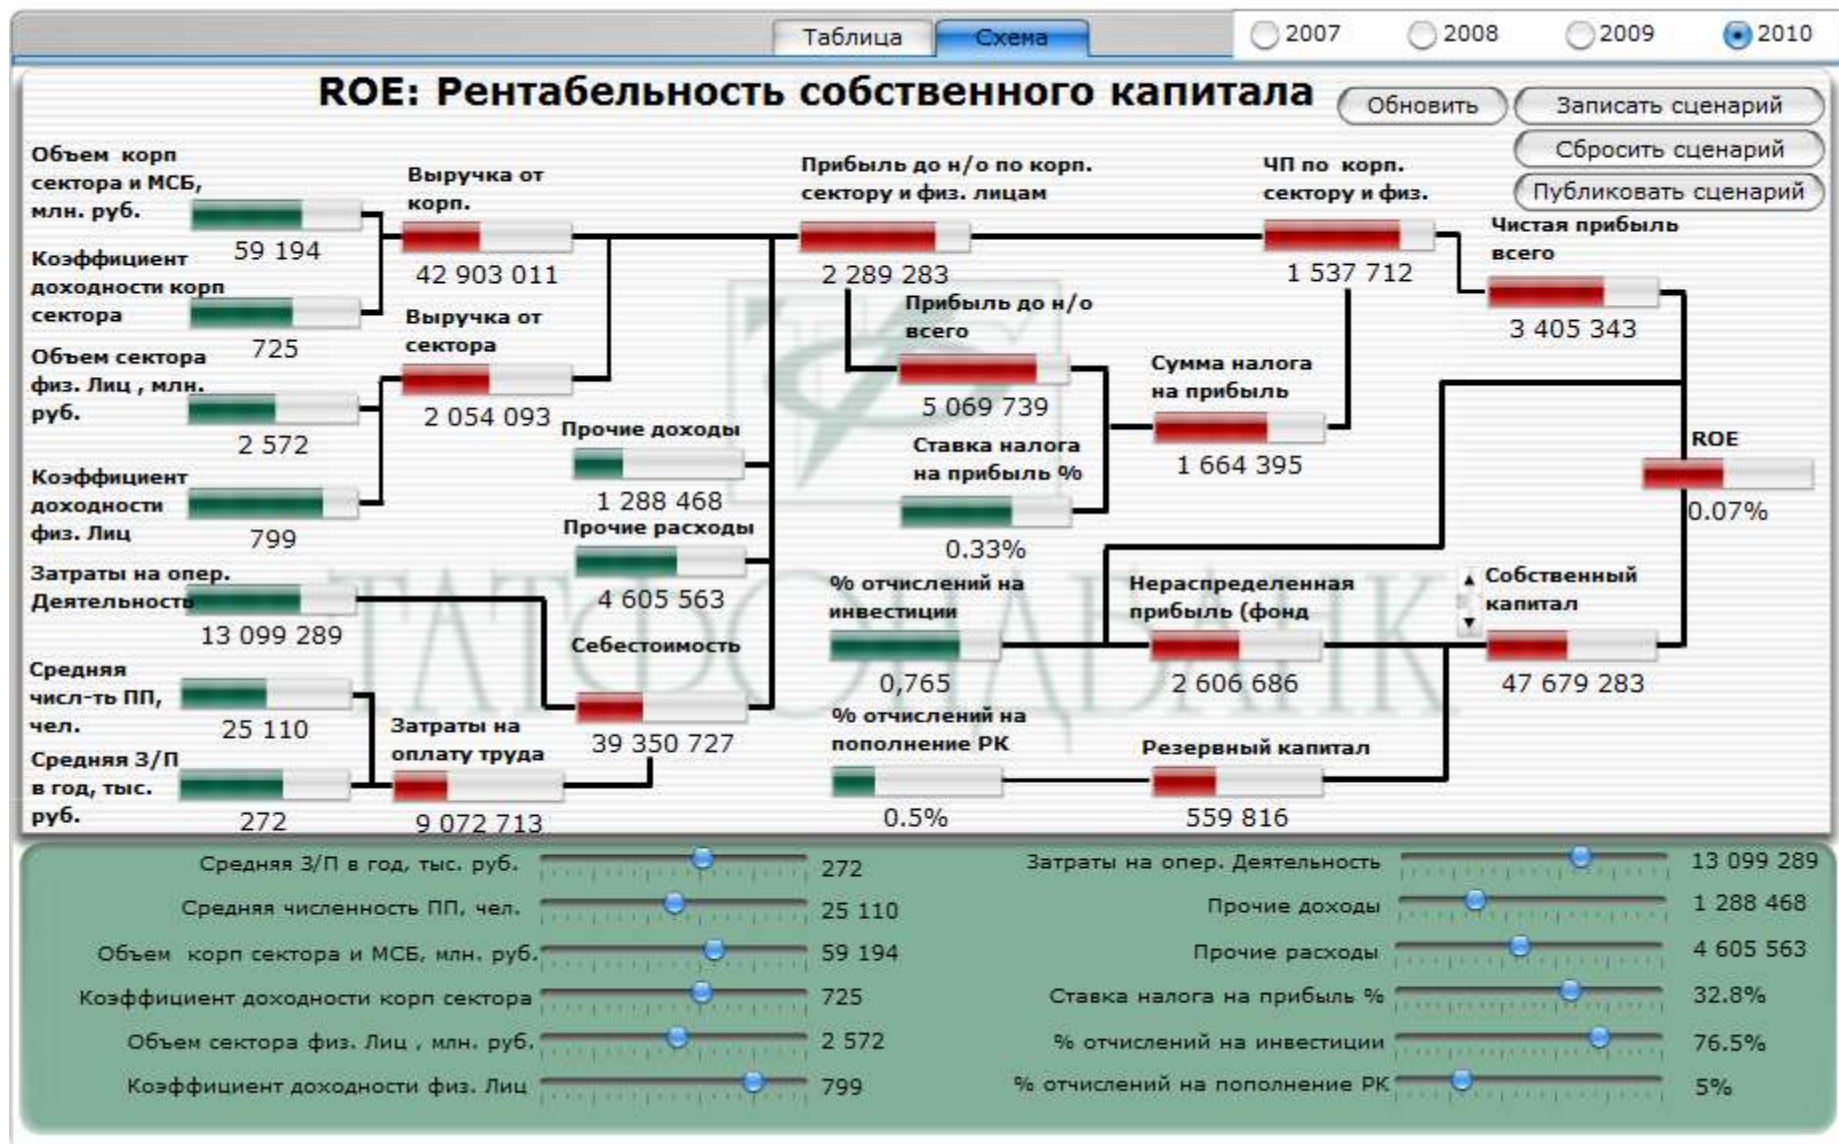 Таблица
Схема
2007
2008
2009
2010
ROE: Рентабельность собственного капитала
Обновить
Записать сценарий
Сбросить сценарий
Публиковать сценарий
Объем корп
сектора и МСБ,
млн. руб.
59 194
Коэффициент
доходности корп
сектора
725
Объем сектора
физ. Лиц , млн.
руб.
2 572
Коэффициент
доходности
физ. Лиц
799
Затраты на опер.
Деятельность
13 099 289
Средняя
числ-ть ПП,
чел.
25 110
Средняя З/П
в год, тыс.
руб.
272
Выручка от
корп.
42 903 011
Выручка от
сектора
2 054 093
Прочие доходы
1 288 468
Прочие расходы
4 605 563
Себестоимость
39 350 727
Затраты на
оплату труда
9 072 713
Прибыль до н/о по корп.
сектору и физ. лицам
2 289 283
Прибыль до н/о
всего
5 069 739
Ставка налога
на прибыль %
0.33%
Сумма налога
на прибыль
1 664 395
ЧП по корп.
сектору и физ.
1 537 712
Чистая прибыль
всего
3 405 343
ROE
0.07%
% отчислений на
инвестиции
0,765
Нераспределенная
прибыль (фонд
2 606 686
Собственный
капитал
47 679 283
% отчислений на
пополнение РК
0.5%
Резервный капитал
559 816
ТАТФОНДБАНК
Средняя З/П в год, тыс. руб.
272
Средняя численность ПП, чел.
25 110
Объем корп сектора и МСБ, млн. руб.
59 194
Коэффициент доходности корп сектора
725
Объем сектора физ. Лиц , млн. руб.
2 572
Коэффициент доходности физ. Лиц
799
Затраты на опер. Деятельность
13 099 289
Прочие доходы
1 288 468
Прочие расходы
4 605 563
Ставка налога на прибыль %
32.8%
% отчислений на инвестиции
76.5%
% отчислений на пополнение РК
5%